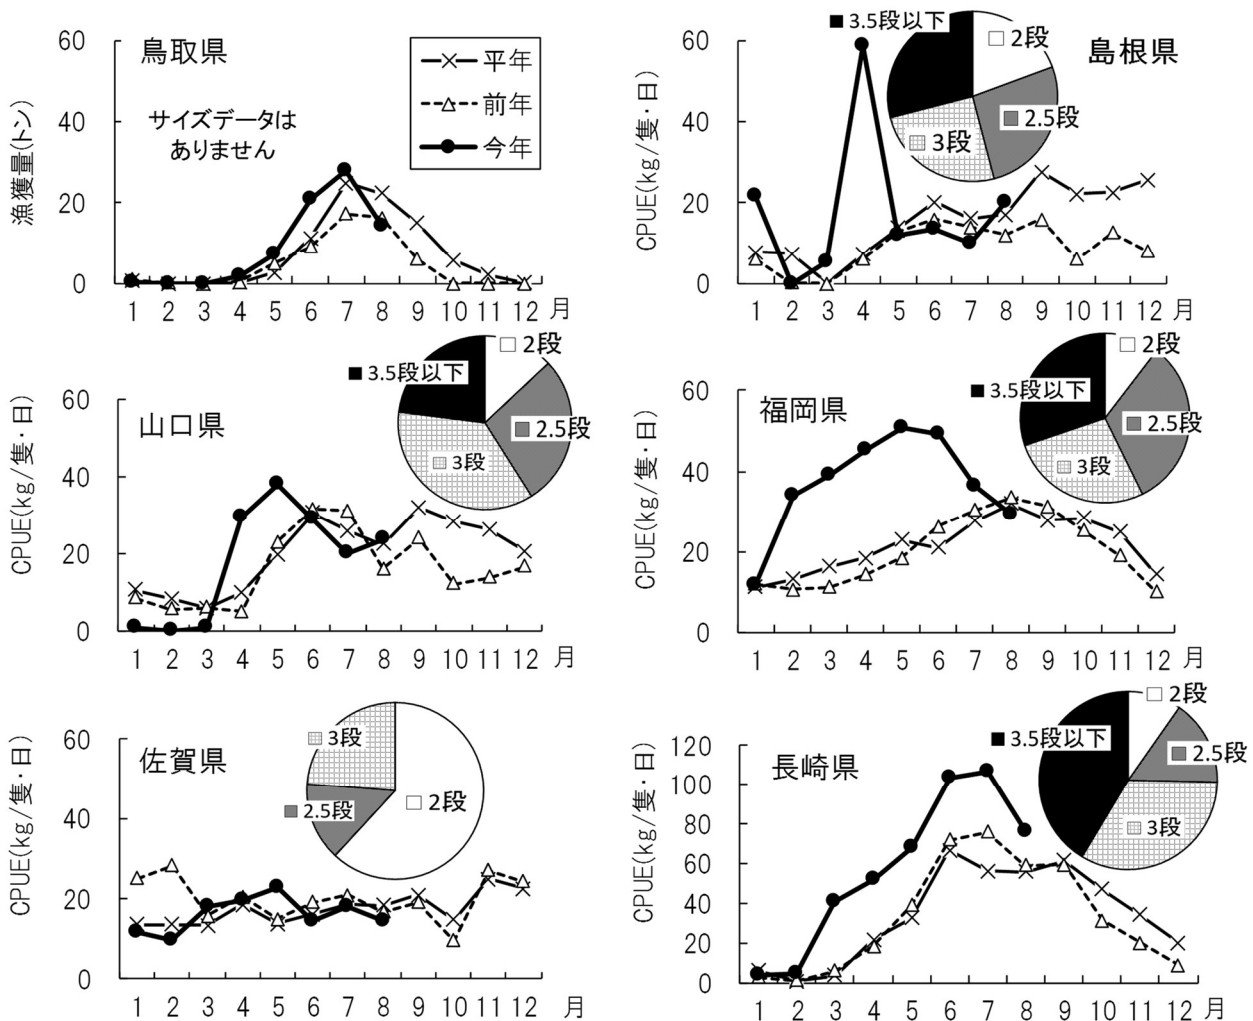 鳥取県
サイズデータは
ありません
平年
前年
今年
漁獲量(トン)
60
40
20
0
1 2 3 4 5 6 7 8 9 10 11 12 月
島根県
3.5段以下
2段
2.5段
3段
CPUE(kg/隻・日)
60
40
20
0
1 2 3 4 5 6 7 8 9 10 11 12 月
山口県
3.5段以下
2段
2.5段
3段
CPUE(kg/隻・日)
60
40
20
0
1 2 3 4 5 6 7 8 9 10 11 12 月
福岡県
3.5段以下
2段
2.5段
3段
CPUE(kg/隻・日)
60
40
20
0
1 2 3 4 5 6 7 8 9 10 11 12 月
佐賀県
3段
2.5段
2段
CPUE(kg/隻・日)
60
40
20
0
1 2 3 4 5 6 7 8 9 10 11 12 月
長崎県
3.5段以下
2段
2.5段
3段
CPUE(kg/隻・日)
120
100
80
60
40
20
0
1 2 3 4 5 6 7 8 9 10 11 12 月